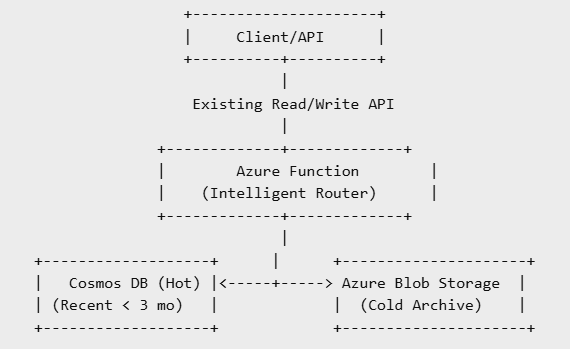 Client/API
Existing Read/Write API
Azure Function
(Intelligent Router)
Cosmos DB (Hot) <-----+-----> Azure Blob Storage
(Recent < 3 mo) (Cold Archive)